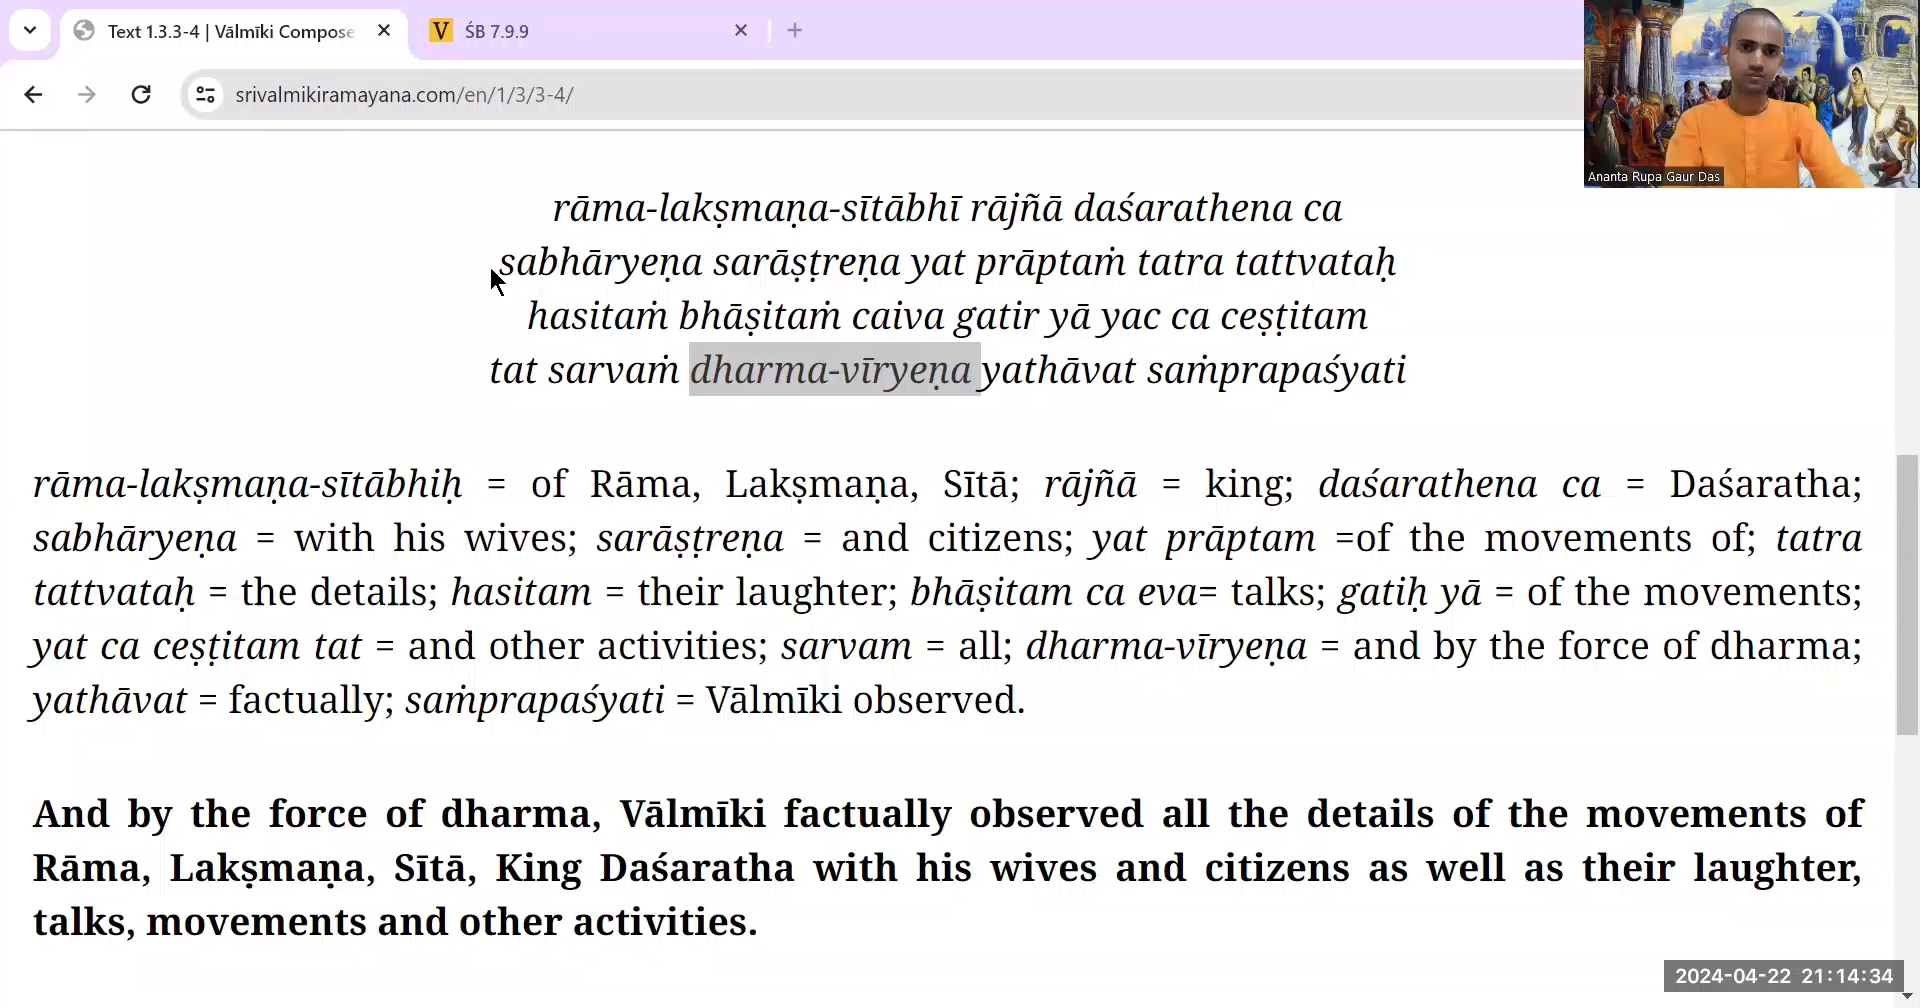 Text 1.3.3-4 | Vālmīki Compose
ŚB 7.9.9
srivalmikiramayana.com/en/1/3/3-4/
Ananta Rupa Gaur Das
rāma-lakṣmaṇa-sītābhī rājñā daśarathena ca
sabhāryeṇa sarāṣṭreṇa yat prāptaṁ tatra tattvataḥ
hasitaṁ bhāṣitaṁ caiva gatir yā yac ca ceṣṭitam
tat sarvaṁ dharma-vīryeṇa yathāvat saṁprapaśyati
rāma-lakṣmaṇa-sītābhiḥ = of Rāma, Lakṣmaṇa, Sītā; rājñā = king; daśarathena ca = Daśaratha;
sabhāryeṇa = with his wives; sarāṣṭreṇa = and citizens; yat prāptam =of the movements of; tatra
tattvataḥ = the details; hasitam = their laughter; bhāṣitam ca eva= talks; gatiḥ yā = of the movements;
yat ca ceṣṭitam tat = and other activities; sarvam = all; dharma-vīryeṇa = and by the force of dharma;
yathāvat = factually; saṁprapaśyati = Vālmīki observed.
And by the force of dharma, Vālmīki factually observed all the details of the movements of
Rāma, Lakṣmaṇa, Sītā, King Daśaratha with his wives and citizens as well as their laughter,
talks, movements and other activities.
2024-04-22 21:14:34